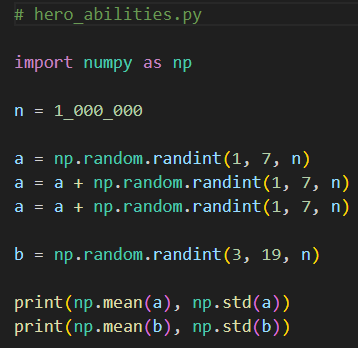 # hero_abilities.py
import numpy as np
n = 1_000_000
a = np.random.randint(1, 7, n)
a = a + np.random.randint(1, 7, n)
a = a + np.random.randint(1, 7, n)
b = np.random.randint(3, 19, n)
print(np.mean(a), np.std(a))
print(np.mean(b), np.std(b))